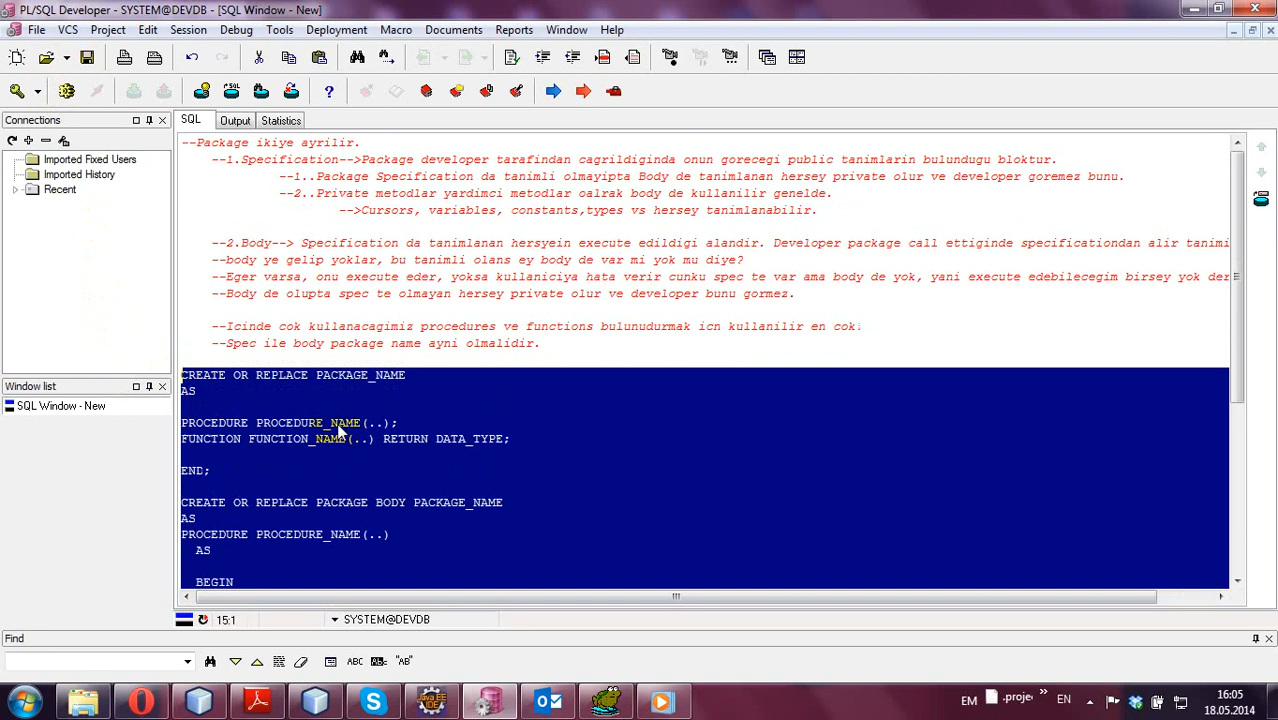 PL/SQL Developer - SYSTEM@DEVDB - [SQL Window - New]
File VCS Project Edit Session Debug Tools Deployment Macro Documents Reports Window Help
Connections
SQL Output Statistics
Imported Fixed Users
Imported History
Recent
Window list
SQL Window - New
--Package ikiye ayrilir.
--1.Specification-->Package developer tarafindan cagrildiginda onun gorecegi public tanimlarin bulundugu bloktur.
--1..Package Specification da tanimli olmayipta Body de tanimlanan hersey private olur ve developer goremez bunu.
--2..Private metodlar yardimci metodlar oalrak body de kullanilir genelde.
-->Cursors, variables, constants,types vs hersey tanimlanabilir.
--2.Body--> Specification da tanimlanan hersyein execute edildigi alandir. Developer package call ettiginde specificationdan alir tanimi
--body ye gelip yoklar, bu tanimli olans ey body de var mi yok mu diye?
--Eger varsa, onu execute eder, yoksa kullaniciya hata verir cunku spec te var ama body de yok, yani execute edebilecegim birsey yok der
--Body de olupta spec te olmayan hersey private olur ve developer bunu gormez.
--Icinde cok kullanacagimiz procedures ve functions bulunudurmak icn kullanilir en cok:
--Spec ile body package name ayni olmalidir.
CREATE OR REPLACE PACKAGE_NAME
AS
PROCEDURE PROCEDURE_NAME(..);
FUNCTION FUNCTION_NAME(..) RETURN DATA_TYPE;
END;
CREATE OR REPLACE PACKAGE BODY PACKAGE_NAME
AS
PROCEDURE PROCEDURE_NAME(..)
AS
BEGIN
15:1 SYSTEM@DEVDB
Find
ABC "AB"
EM .projec EN 16:05
18.05.2014